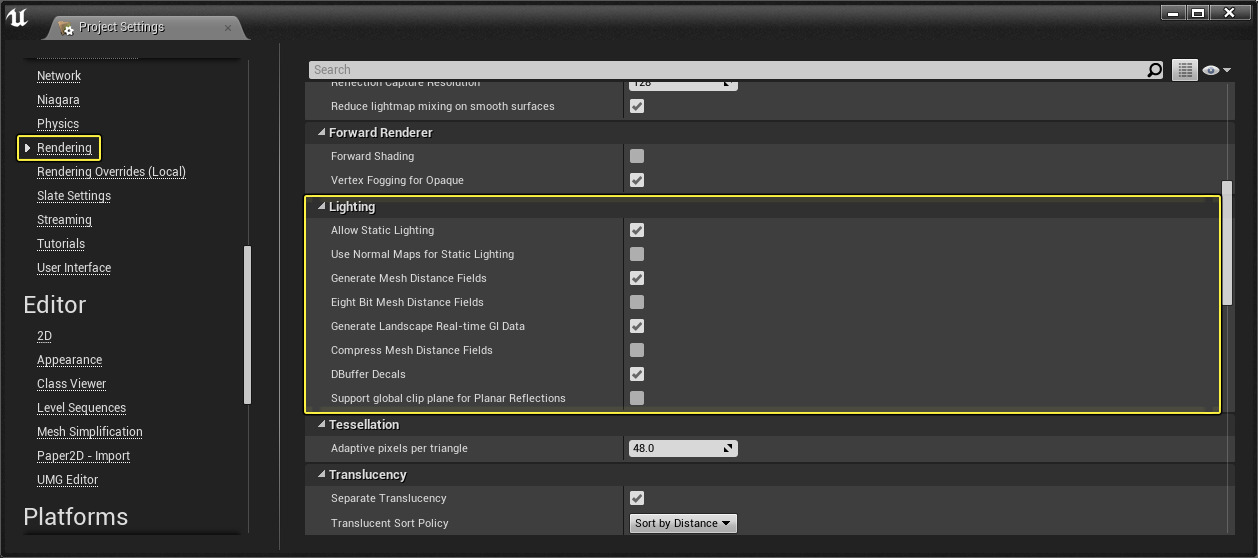 Project Settings
Network
Niagara
Physics
Rendering
Rendering Overrides (Local)
Slate Settings
Streaming
Tutorials
User Interface
Editor
2D
Appearance
Class Viewer
Level Sequences
Mesh Simplification
Paper2D - Import
UMG Editor
Platforms
Search
Reflection Capture Resolution 128
Reduce lightmap mixing on smooth surfaces
Forward Renderer
Forward Shading
Vertex Fogging for Opaque
Lighting
Allow Static Lighting
Use Normal Maps for Static Lighting
Generate Mesh Distance Fields
Eight Bit Mesh Distance Fields
Generate Landscape Real-time GI Data
Compress Mesh Distance Fields
DBuffer Decals
Support global clip plane for Planar Reflections
Tessellation
Adaptive pixels per triangle 48.0
Translucency
Separate Translucency
Translucent Sort Policy Sort by Distance